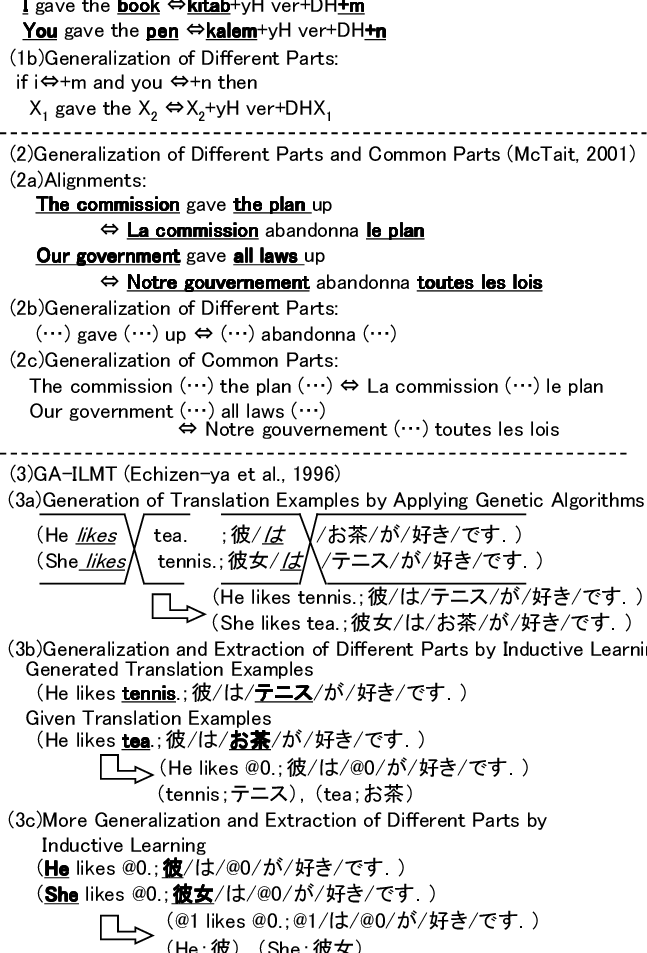 I gave the book ⇔kitab+yH ver+DH+m
You gave the pen ⇔kalem+yH ver+DH+n
(1b)Generalization of Different Parts:
if i⇔+m and you ⇔+n then
X1 gave the X2 ⇔X2+yH ver+DHX1
(2)Generalization of Different Parts and Common Parts (McTait, 2001)
(2a)Alignments:
The commission gave the plan up
⇔ La commission abandonna le plan
Our government gave all laws up
⇔ Notre gouvernement abandonna toutes les lois
(2b)Generalization of Different Parts:
(…) gave (…) up ⇔ (…) abandonna (…)
(2c)Generalization of Common Parts:
The commission (…) the plan (…) ⇔ La commission (…) le plan
Our government (…) all laws (…)
⇔ Notre gouvernement (…) toutes les lois
(3)GA-ILMT (Echizen-ya et al., 1996)
(3a)Generation of Translation Examples by Applying Genetic Algorithms
(He likes tea. ;彼/は/お茶/が/好き/です. )
(She likes tennis.;彼女/は/テニス/が/好き/です. )
(He likes tennis.;彼/は/テニス/が/好き/です. )
(She likes tea.;彼女/は/お茶/が/好き/です. )
(3b)Generalization and Extraction of Different Parts by Inductive Learni
Generated Translation Examples
(He likes tennis.;彼/は/テニス/が/好き/です. )
Given Translation Examples
(He likes tea.;彼/は/お茶/が/好き/です. )
(He likes @0.;彼/は/@0/が/好き/です. )
(tennis;テニス), (tea;お茶)
(3c)More Generalization and Extraction of Different Parts by
Inductive Learning
(He likes @0.;彼/は/@0/が/好き/です. )
(She likes @0.;彼女/は/@0/が/好き/です. )
(@1 likes @0.;@1/は/@0/が/好き/です. )
(He;彼), (She;彼女)